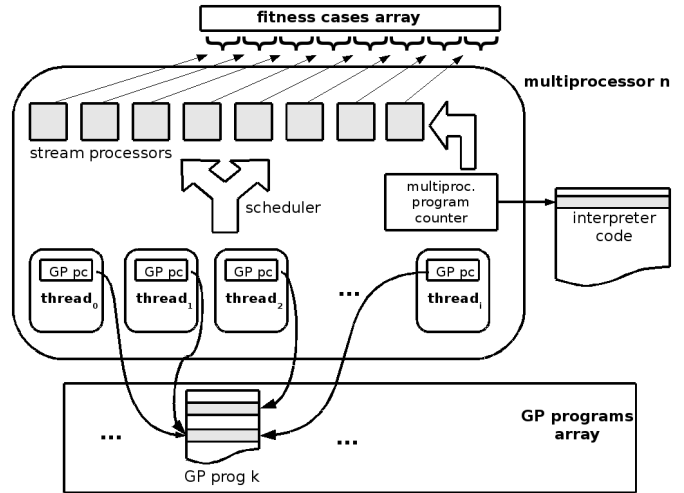 fitness cases array
multiprocessor n
stream processors
scheduler
multiproc.
program
counter
interpreter
code
GP pc
thread0
GP pc
thread1
GP pc
thread2
...
GP pc
threadi
GP programs
array
...
...
GP prog k